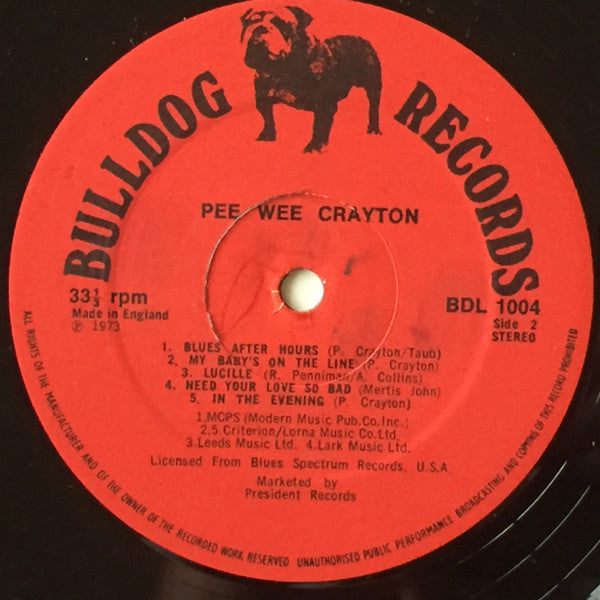 BULLDOG RECORDS
PEE WEE CRAYTON
33⅓ rpm
Made in England
℗ 1973
BDL 1004
Side 2
STEREO
1. BLUES AFTER HOURS (P. Crayton/Taub)
2. MY BABY'S ON THE LINE (P. Crayton)
3. LUCILLE (R. Penniman/A. Collins)
4. NEED YOUR LOVE SO BAD (Mertis John)
5. IN THE EVENING (P. Crayton)
1.MCPS (Modern Music Pub.Co.Inc.)
2.5.Criterion/Lorna Music Co.Ltd.
3.Leeds Music Ltd. 4.Lark Music Ltd.
Licensed From Blues Spectrum Records, U.S.A.
Marketed by
President Records
ALL RIGHTS OF THE MANUFACTURER AND OF THE OWNER OF THE RECORDED WORK RESERVED UNAUTHORISED PUBLIC PERFORMANCE BROADCASTING AND COPYING OF THIS RECORD PROHIBITED